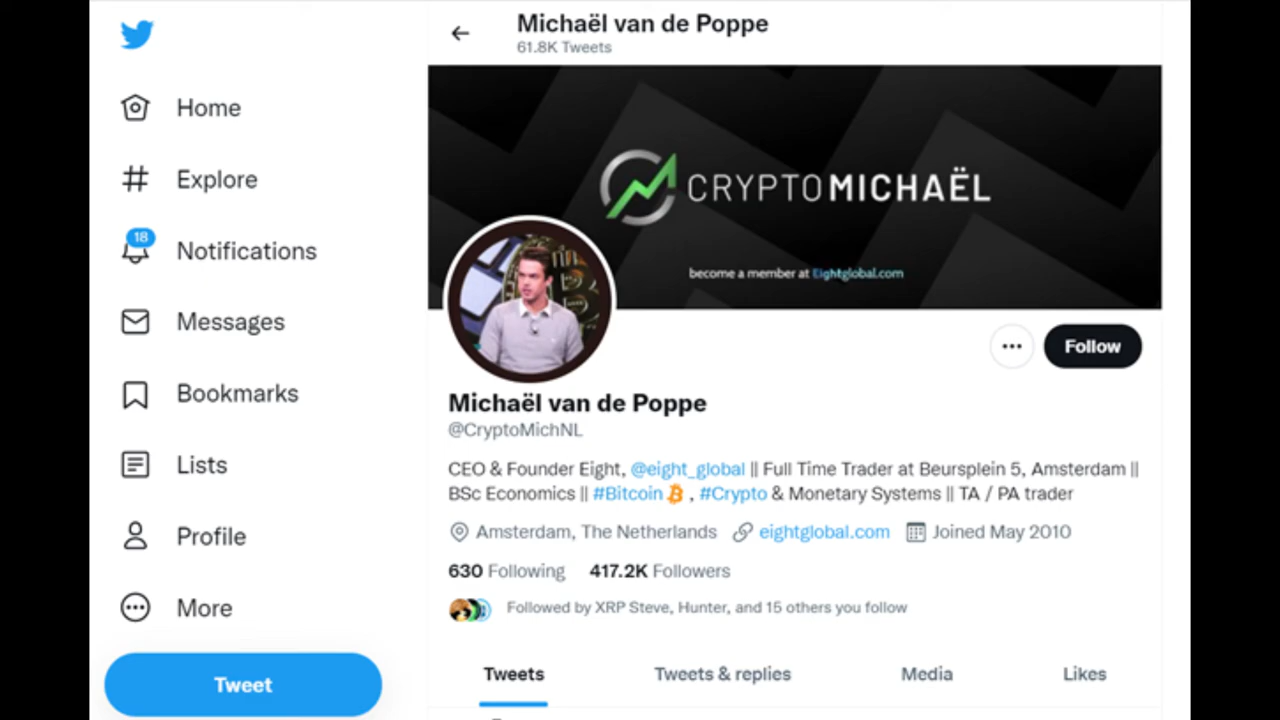 Michaël van de Poppe
61.8K Tweets
Home
Explore
18
Notifications
Messages
Bookmarks
Lists
Profile
More
Tweet
CRYPTOMICHAËL
become a member at Eightglobal.com
Follow
Michaël van de Poppe
@CryptoMichNL
CEO & Founder Eight, @eight_global || Full Time Trader at Beursplein 5, Amsterdam ||
BSc Economics || #Bitcoin , #Crypto & Monetary Systems || TA / PA trader
Amsterdam, The Netherlands eightglobal.com Joined May 2010
630 Following 417.2K Followers
Followed by XRP Steve, Hunter, and 15 others you follow
Tweets Tweets & replies Media Likes